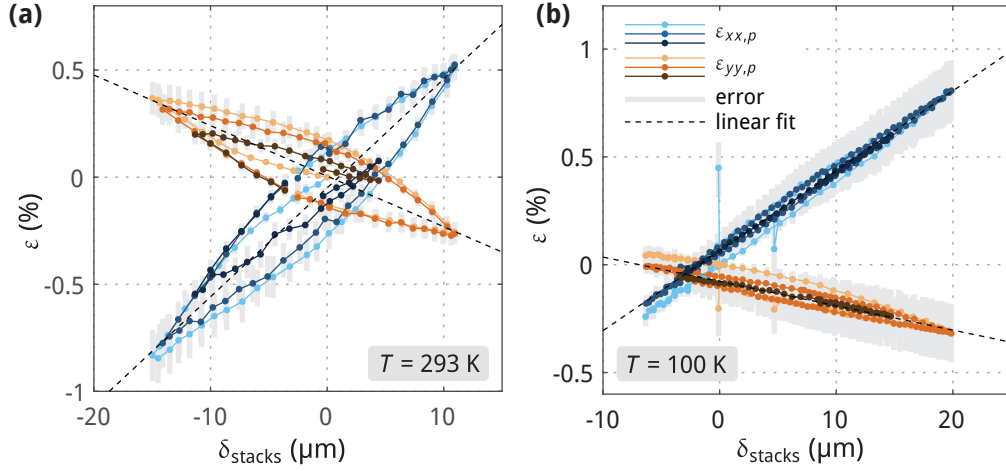 (a)
ε (%)
0.5
0
-0.5
-1
-20
-10
0
10
δstacks (μm)
T = 293 K
(b)
ε (%)
1
0.5
0
-0.5
-10
0
10
20
δstacks (μm)
εxx,p
εyy,p
error
linear fit
T = 100 K